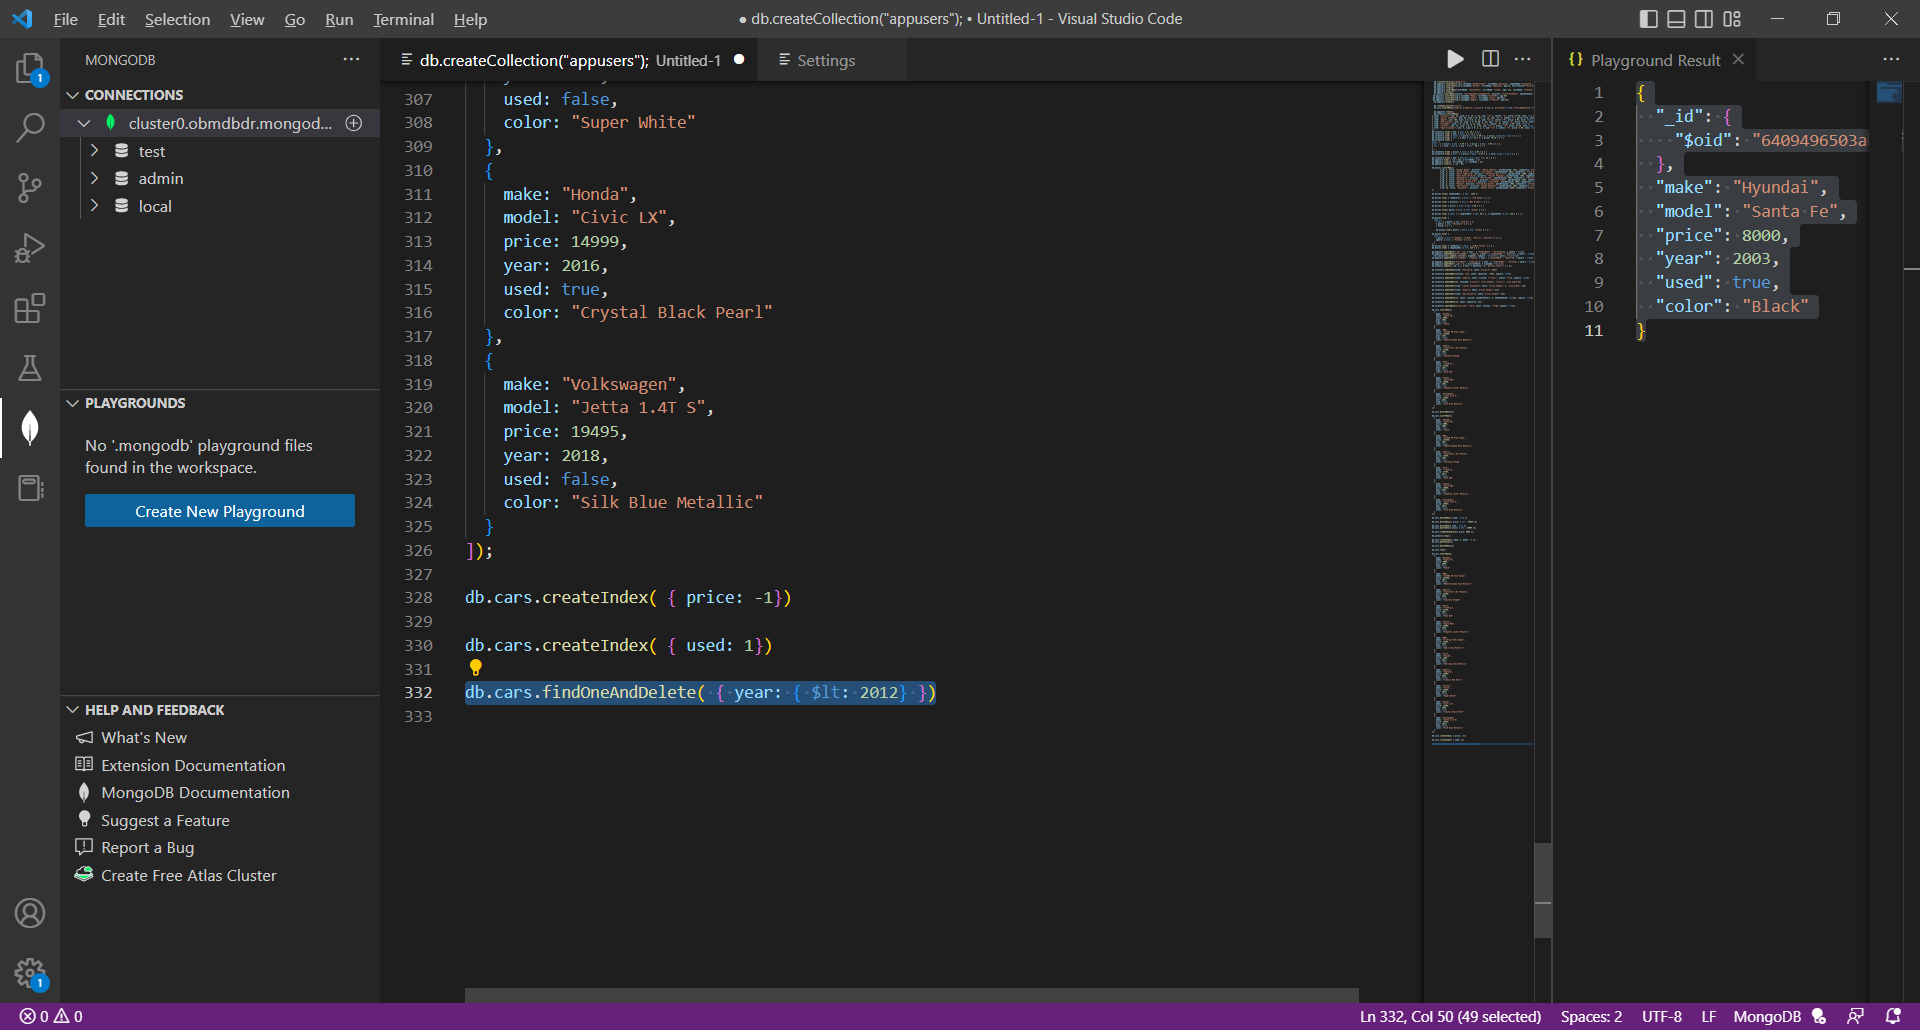 File Edit Selection View Go Run Terminal Help
● db.createCollection("appusers"); • Untitled-1 - Visual Studio Code
MONGODB
CONNECTIONS
cluster0.obmdbdr.mongod...
test
admin
local
PLAYGROUNDS
No '.mongodb' playground files
found in the workspace.
Create New Playground
HELP AND FEEDBACK
What's New
Extension Documentation
MongoDB Documentation
Suggest a Feature
Report a Bug
Create Free Atlas Cluster
1
1
db.createCollection("appusers"); Untitled-1
Settings
307 used: false,
308 color: "Super White"
309 },
310 {
311 make: "Honda",
312 model: "Civic LX",
313 price: 14999,
314 year: 2016,
315 used: true,
316 color: "Crystal Black Pearl"
317 },
318 {
319 make: "Volkswagen",
320 model: "Jetta 1.4T S",
321 price: 19495,
322 year: 2018,
323 used: false,
324 color: "Silk Blue Metallic"
325 }
326 ]);
327
328 db.cars.createIndex( { price: -1})
329
330 db.cars.createIndex( { used: 1})
331
332 db.cars.findOneAndDelete( { year: { $lt: 2012} })
333
{} Playground Result
1 {
2 "_id": {
3 "$oid": "6409496503a
4 },
5 "make": "Hyundai",
6 "model": "Santa Fe",
7 "price": 8000,
8 "year": 2003,
9 "used": true,
10 "color": "Black"
11 }
0 0
Ln 332, Col 50 (49 selected) Spaces: 2 UTF-8 LF MongoDB